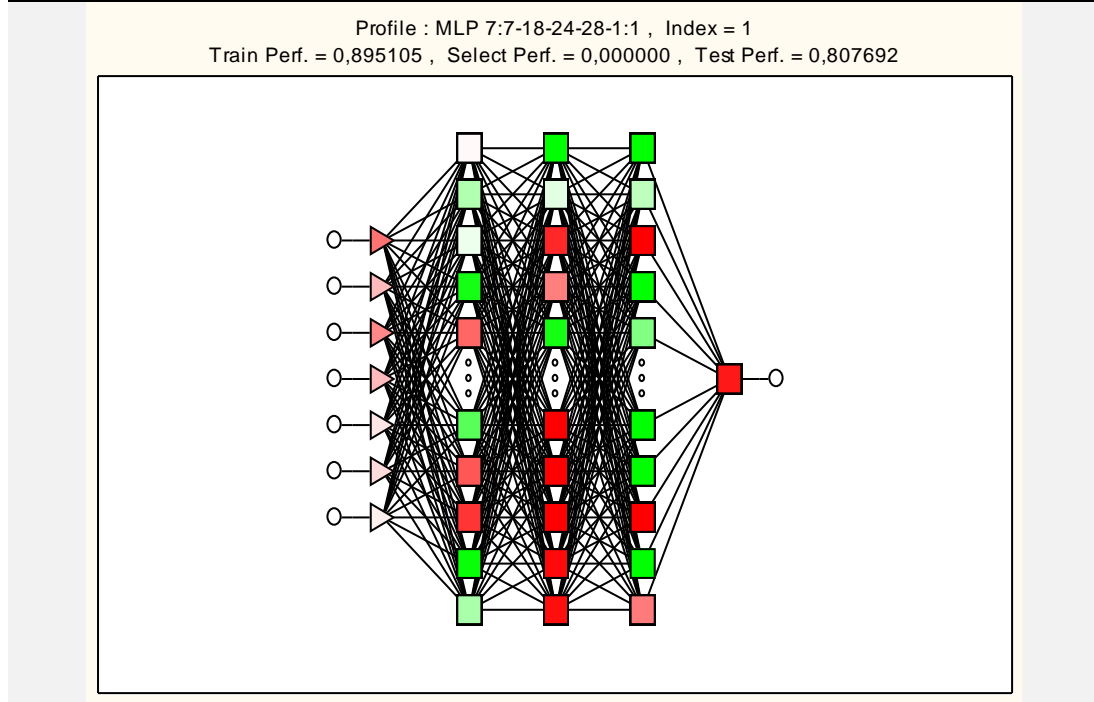 Profile : MLP 7:7-18-24-28-1:1 , Index = 1
Train Perf. = 0,895105 , Select Perf. = 0,000000 , Test Perf. = 0,807692